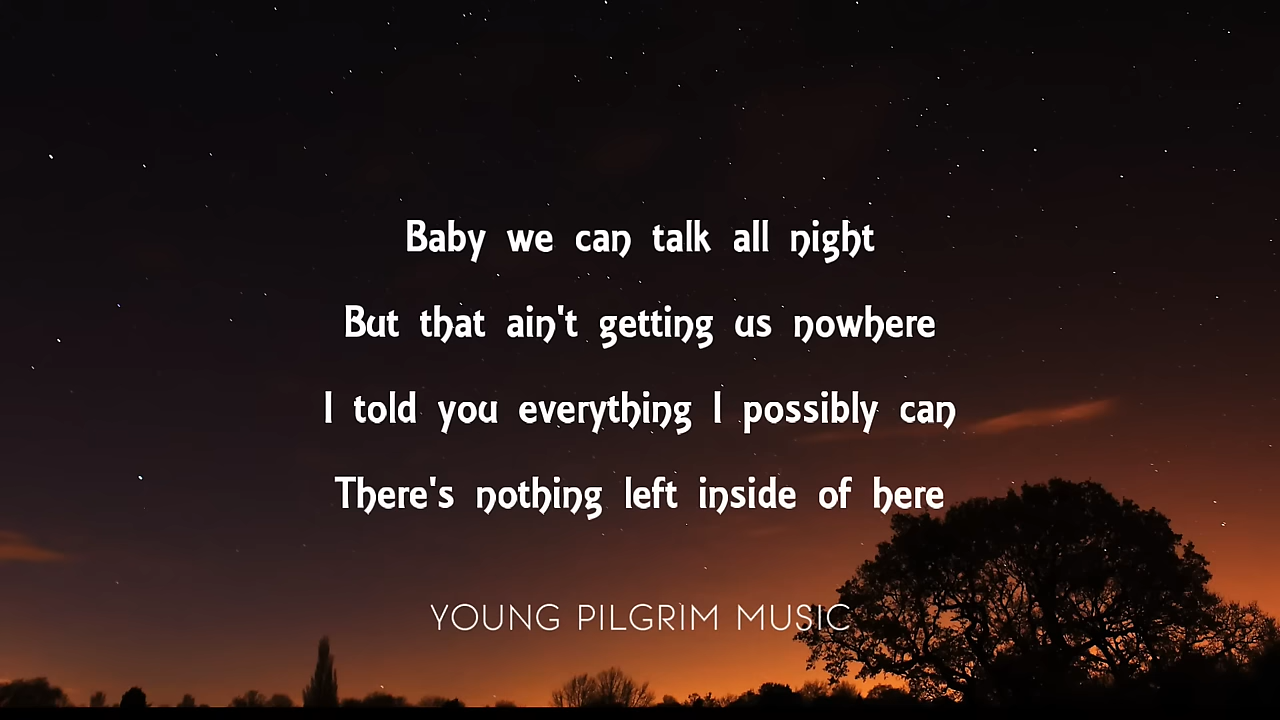 Baby we can talk all night
But that ain't getting us nowhere
I told you everything I possibly can
There's nothing left inside of here
YOUNG PILGRIM MUSIC